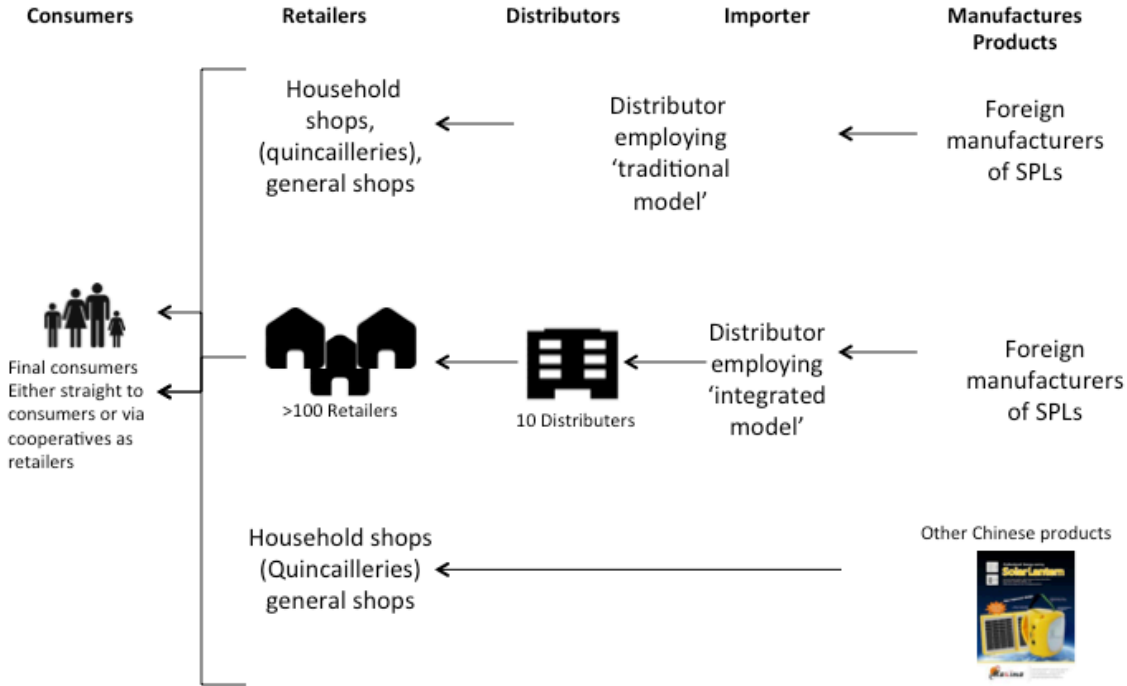 Consumers
Retailers
Distributors
Importer
Manufactures
Products
Household
shops,
(quincailleries),
general shops
Distributor
employing
‘traditional
model’
Foreign
manufacturers
of SPLs
Final consumers
Either straight to
consumers or via
cooperatives as
retailers
>100 Retailers
10 Distributers
Distributor
employing
‘integrated
model’
Foreign
manufacturers
of SPLs
Household shops
(Quincailleries)
general shops
Other Chinese products
Solar Lantern